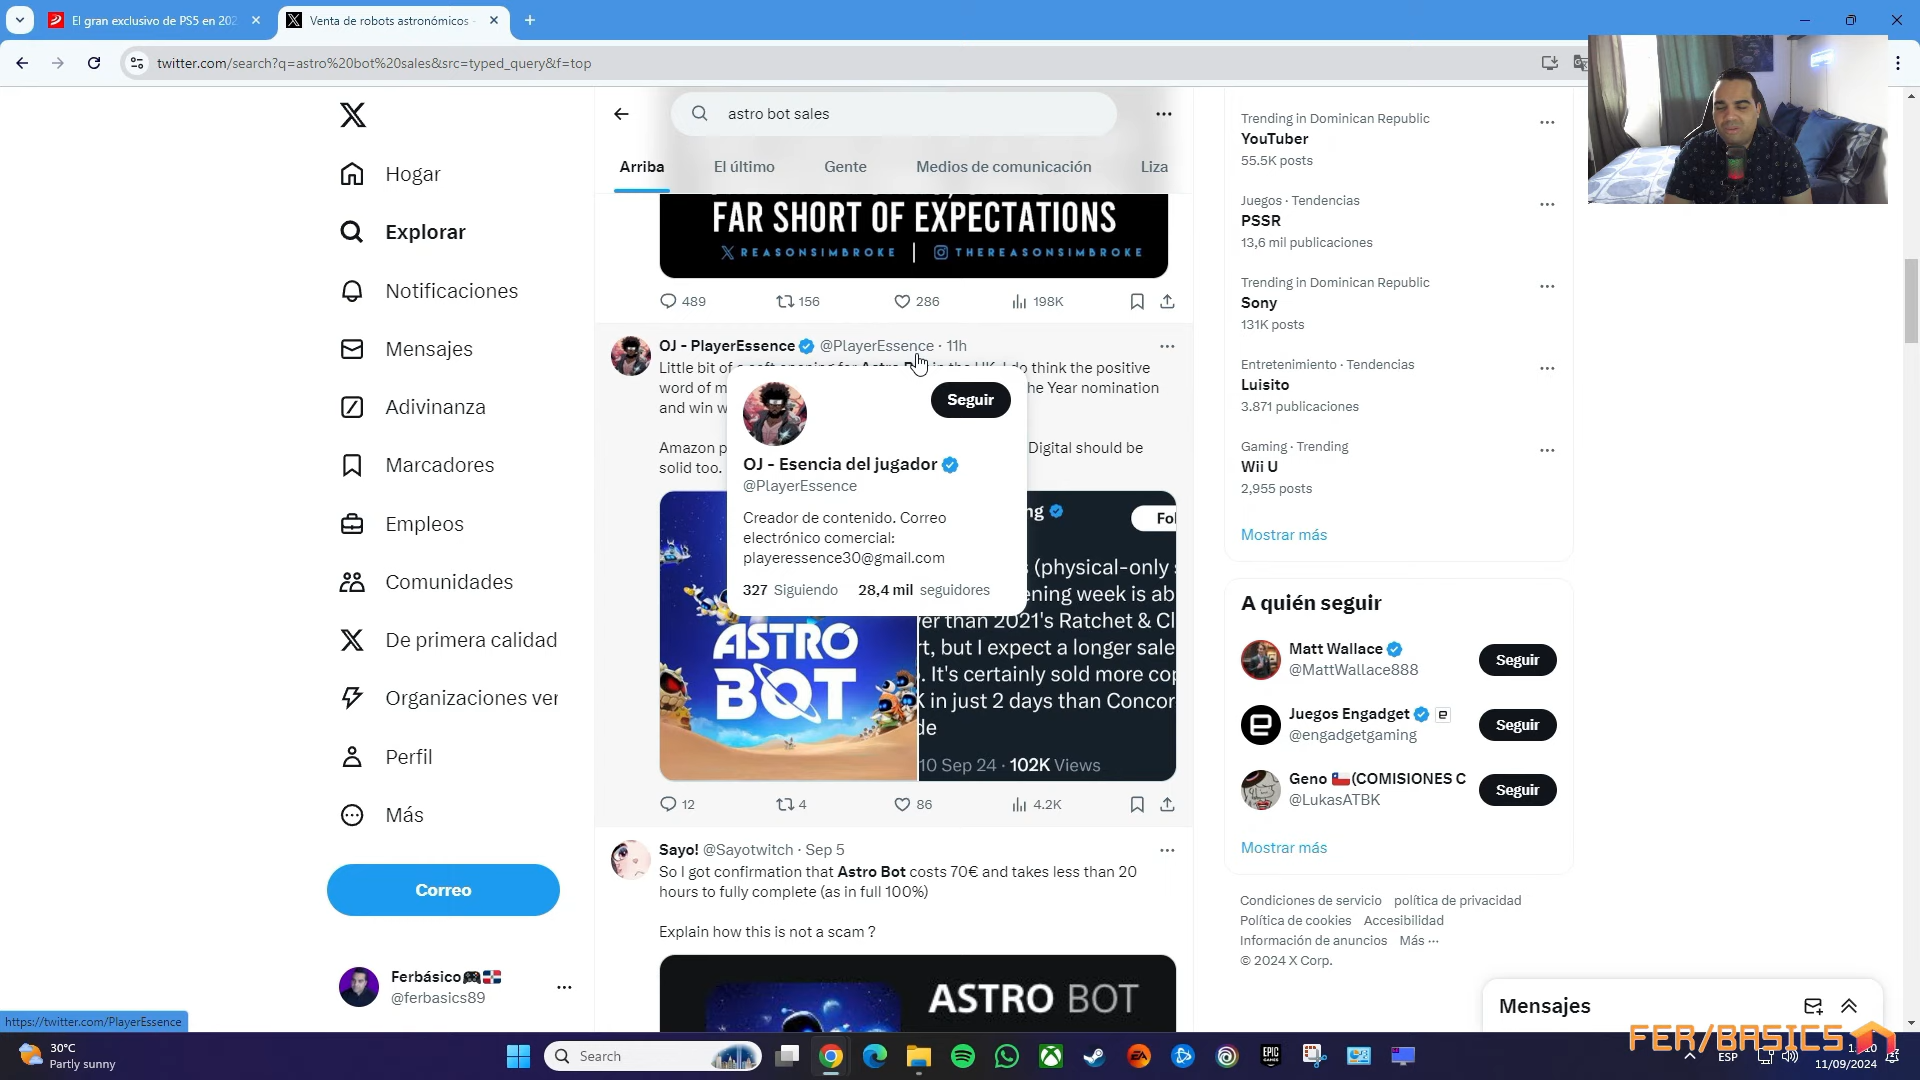 El gran exclusivo de PS5 en 202
Venta de robots astronómicos
twitter.com/search?q=astro%20bot%20sales&src=typed_query&f=top
Hogar
Explorar
Notificaciones
Mensajes
Adivinanza
Marcadores
Empleos
Comunidades
De primera calidad
Organizaciones ver
Perfil
Más
Correo
Ferbásico
@ferbasics89
https://twitter.com/PlayerEssence
astro bot sales
Arriba
El último
Gente
Medios de comunicación
Liza
FAR SHORT OF EXPECTATIONS
X REASONSIMBROKE | THEREASONSIMBROKE
489 156 286 198K
OJ - PlayerEssence @PlayerEssence · 11h
Little bit of a soft opening for in the UK. I do think the positive
word of m he Year nomination
and win w
Amazon p Digital should be
solid too.
Seguir
OJ - Esencia del jugador
@PlayerEssence
Creador de contenido. Correo
electrónico comercial:
playeressence30@gmail.com
327 Siguiendo 28,4 mil seguidores
ASTRO
BOT
ng
Fol
(physical-only s
ening week is ab
er than 2021's Ratchet & Cl
rt, but I expect a longer sale
. It's certainly sold more cop
K in just 2 days than Concor
de
10 Sep 24 · 102K Views
12 4 86 4.2K
Sayo! @Sayotwitch · Sep 5
So I got confirmation that Astro Bot costs 70€ and takes less than 20
hours to fully complete (as in full 100%)
Explain how this is not a scam ?
ASTRO BOT
Trending in Dominican Republic
YouTuber
55.5K posts
Juegos · Tendencias
PSSR
13,6 mil publicaciones
Trending in Dominican Republic
Sony
131K posts
Entretenimiento · Tendencias
Luisito
3.871 publicaciones
Gaming · Trending
Wii U
2,955 posts
Mostrar más
A quién seguir
Matt Wallace
@MattWallace888
Seguir
Juegos Engadget
@engadgetgaming
Seguir
Geno (COMISIONES C
@LukasATBK
Seguir
Mostrar más
Condiciones de servicio política de privacidad
Política de cookies Accesibilidad
Información de anuncios Más ···
© 2024 X Corp.
Mensajes
FER/BASICS
30°C
Partly sunny
Search
EA
EPIC
GAMES
ESP
11/09/2024